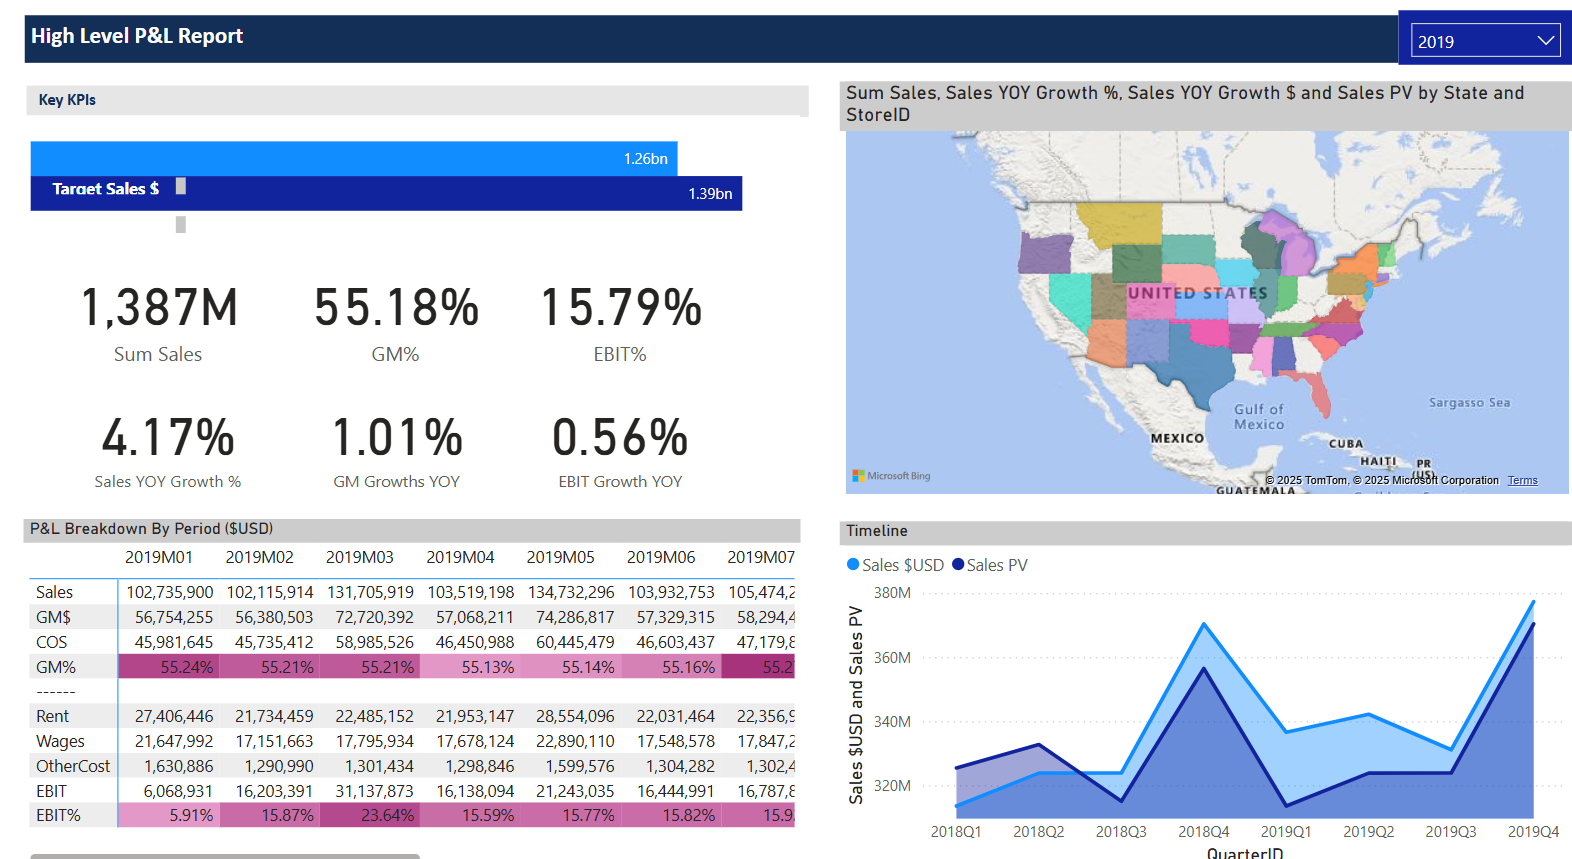 High Level P&L Report
2019
Key KPIs
1.26bn
Target Sales $
1.39bn
1,387M
55.18%
15.79%
Sum Sales
GM%
EBIT%
4.17%
1.01%
0.56%
Sales YOY Growth %
GM Growths YOY
EBIT Growth YOY
Sum Sales, Sales YOY Growth %, Sales YOY Growth $ and Sales PV by State and
StoreID
UNITED STATES
Gulf of
Mexico
Sargasso Sea
MEXICO
CUBA
HAITI
PR
(US)
GUATEMALA
Microsoft Bing
© 2025 TomTom, © 2025 Microsoft Corporation Terms
P&L Breakdown By Period ($USD)
2019M01 2019M02 2019M03 2019M04 2019M05 2019M06 2019M07
Sales 102,735,900 102,115,914 131,705,919 103,519,198 134,732,296 103,932,753 105,474,2
GM$ 56,754,255 56,380,503 72,720,392 57,068,211 74,286,817 57,329,315 58,294,4
COS 45,981,645 45,735,412 58,985,526 46,450,988 60,445,479 46,603,437 47,179,8
GM% 55.24% 55.21% 55.21% 55.13% 55.14% 55.16% 55.2
------
Rent 27,406,446 21,734,459 22,485,152 21,953,147 28,554,096 22,031,464 22,356,9
Wages 21,647,992 17,151,663 17,795,934 17,678,124 22,890,110 17,548,578 17,847,2
OtherCost 1,630,886 1,290,990 1,301,434 1,298,846 1,599,576 1,304,282 1,302,4
EBIT 6,068,931 16,203,391 31,137,873 16,138,094 21,243,035 16,444,991 16,787,8
EBIT% 5.91% 15.87% 23.64% 15.59% 15.77% 15.82% 15.9
Timeline
Sales $USD Sales PV
Sales $USD and Sales PV
380M
360M
340M
320M
2018Q1 2018Q2 2018Q3 2018Q4 2019Q1 2019Q2 2019Q3 2019Q4
QuarterID